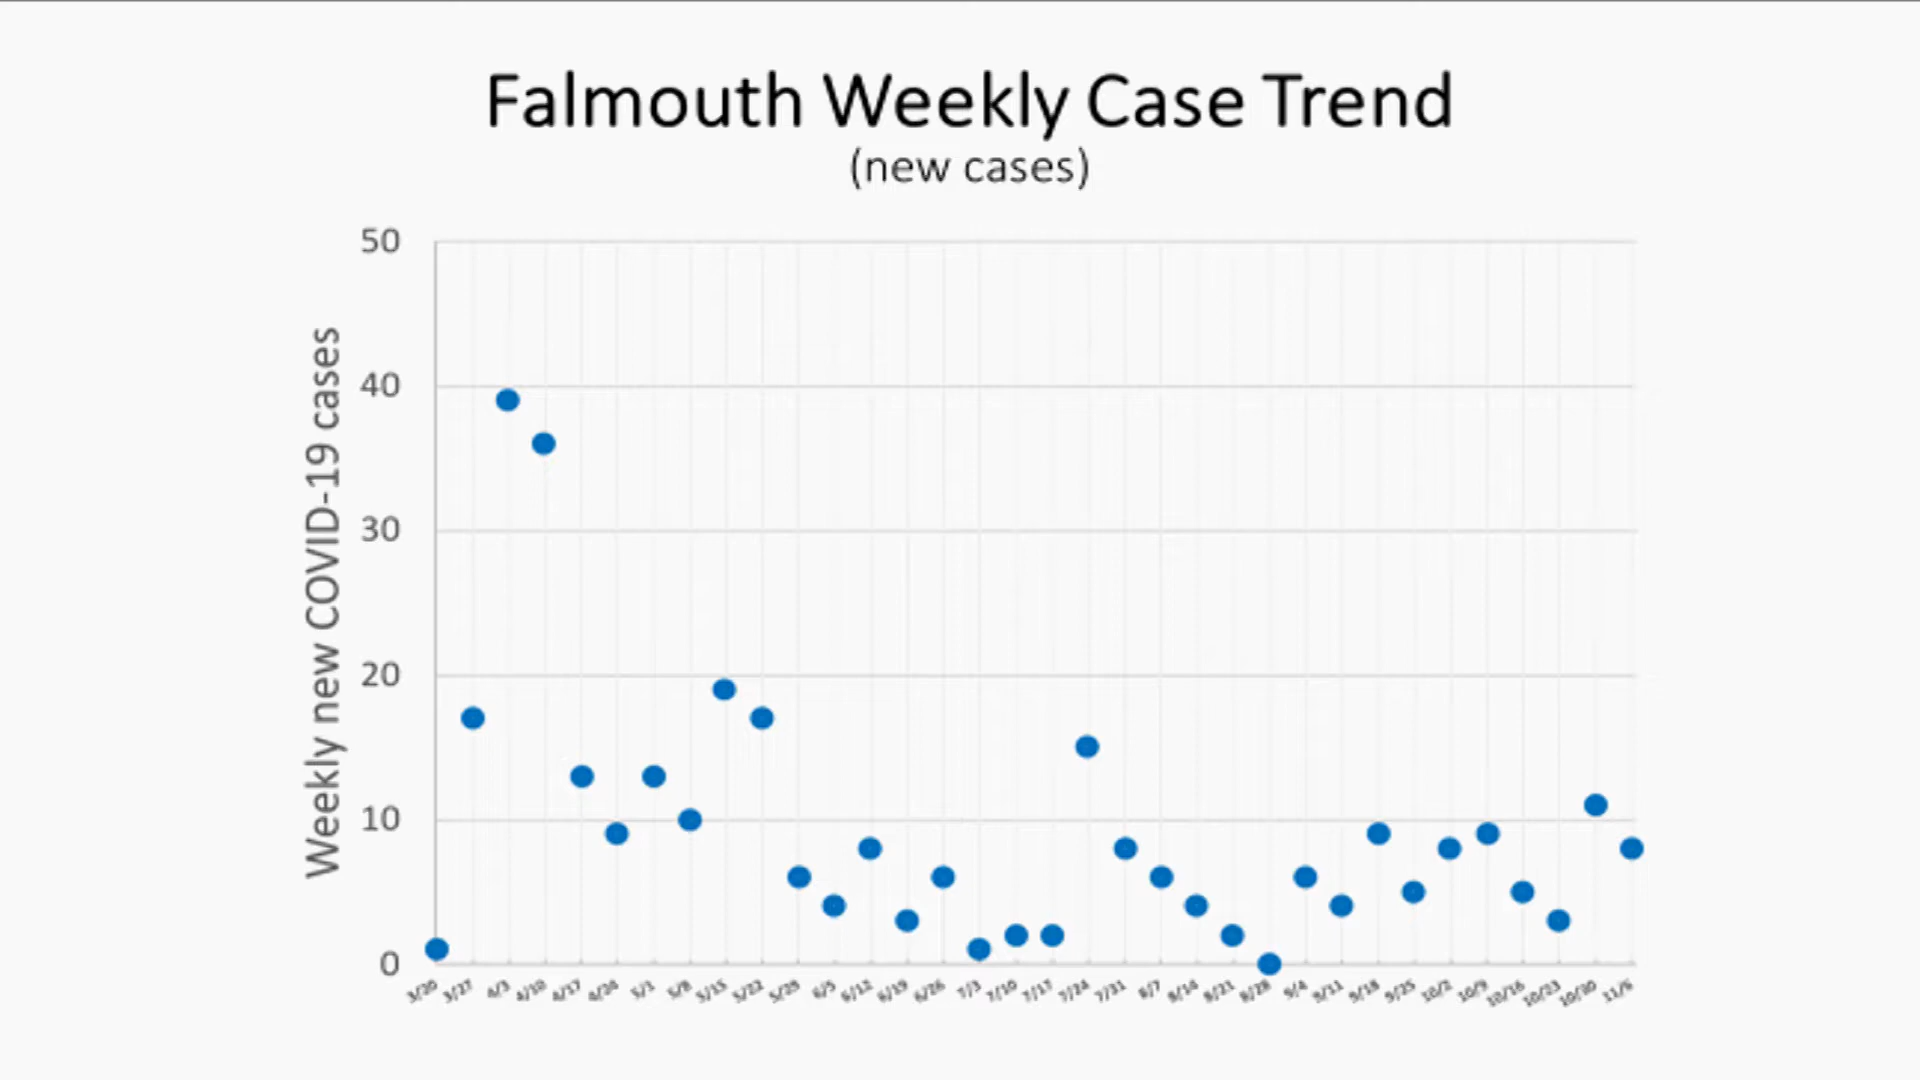 Falmouth Weekly Case Trend
(new cases)
Weekly new COVID-19 cases
50
40
30
20
10
0
3/20 3/27 4/3 4/10 4/17 4/24 5/1 5/8 5/15 5/22 5/29 6/5 6/12 6/19 6/26 7/3 7/10 7/17 7/24 7/31 8/7 8/14 8/21 8/28 9/4 9/11 9/18 9/25 10/2 10/9 10/16 10/23 10/30 11/6